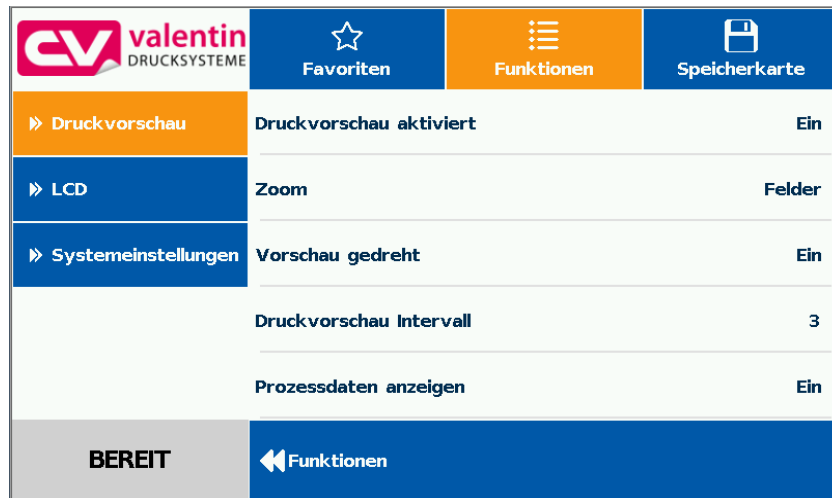 CV valentin
DRUCKSYSTEME
Favoriten
Funktionen
Speicherkarte
Druckvorschau
Druckvorschau aktiviert Ein
LCD
Zoom Felder
Systemeinstellungen
Vorschau gedreht Ein
Druckvorschau Intervall 3
Prozessdaten anzeigen Ein
BEREIT
Funktionen